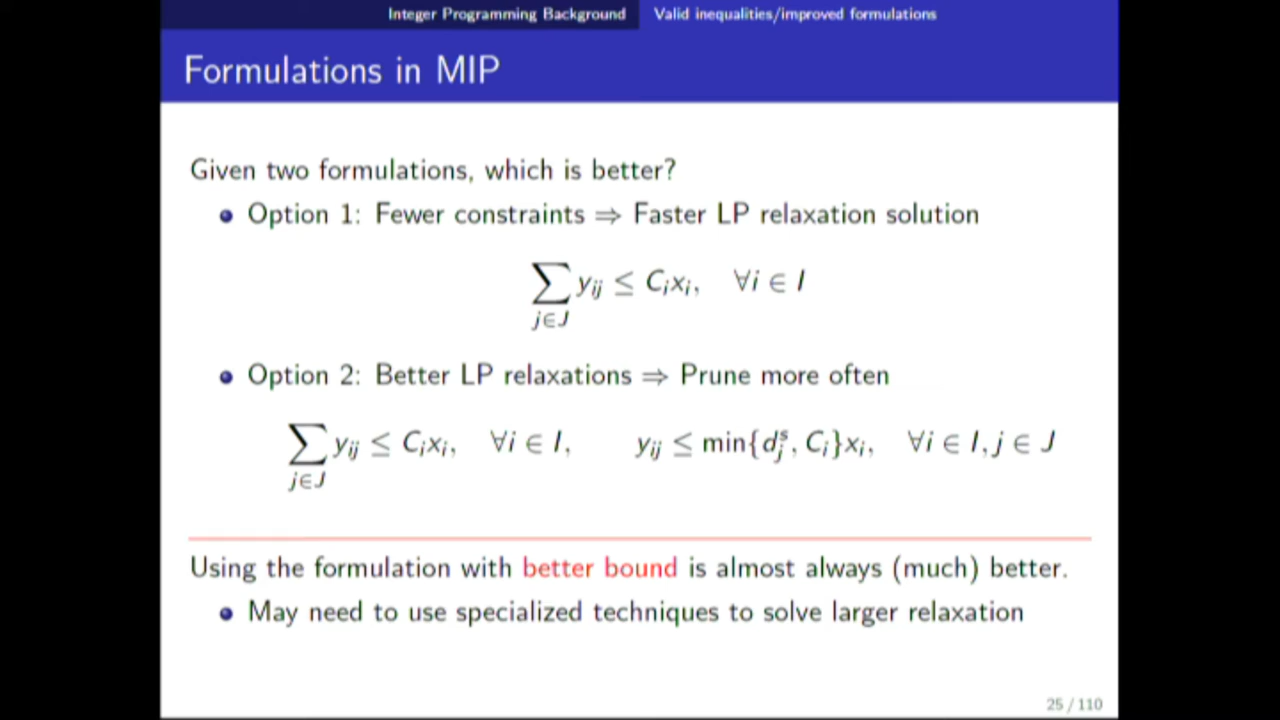 Integer Programming Background Valid inequalities/improved formulations
Formulations in MIP
Given two formulations, which is better?
Option 1: Fewer constraints ⇒ Faster LP relaxation solution
∑_{j∈J} y_{ij} ≤ C_i x_i, ∀i ∈ I
Option 2: Better LP relaxations ⇒ Prune more often
∑_{j∈J} y_{ij} ≤ C_i x_i, ∀i ∈ I, y_{ij} ≤ min{d_j^s, C_i}x_i, ∀i ∈ I, j ∈ J
Using the formulation with better bound is almost always (much) better.
May need to use specialized techniques to solve larger relaxation
25 / 110